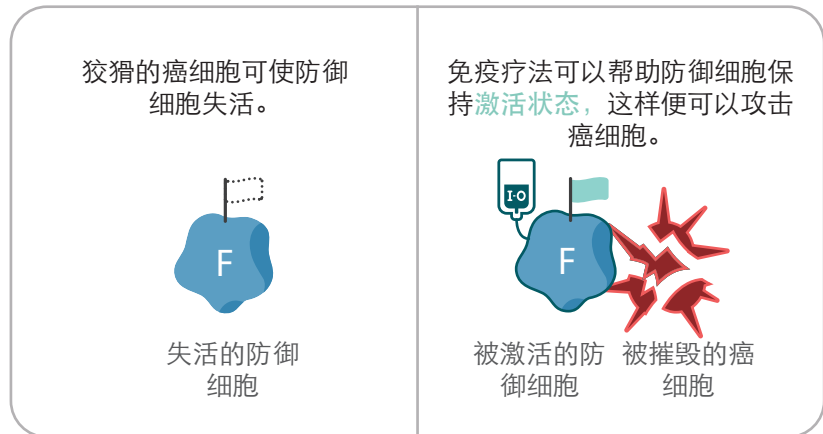 狡猾的癌细胞可使防御
细胞失活。
F
失活的防御
细胞
免疫疗法可以帮助防御细胞保
持激活状态，这样便可以攻击
癌细胞。
I-O
F
被激活的防
御细胞
被摧毁的癌
细胞